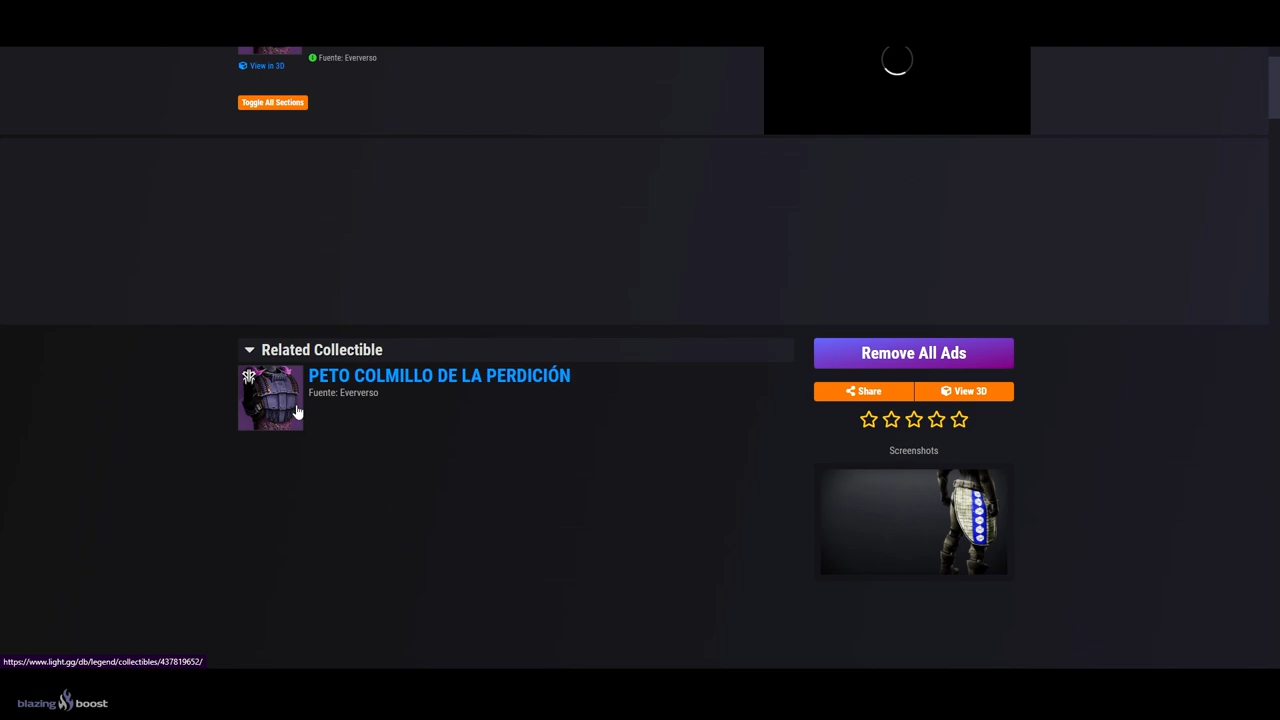 Fuente: Eververso
View in 3D
Toggle All Sections
Related Collectible
PETO COLMILLO DE LA PERDICIÓN
Fuente: Eververso
Remove All Ads
Share
View 3D
Screenshots
https://www.light.gg/db/legend/collectibles/437819652/
blazing boost